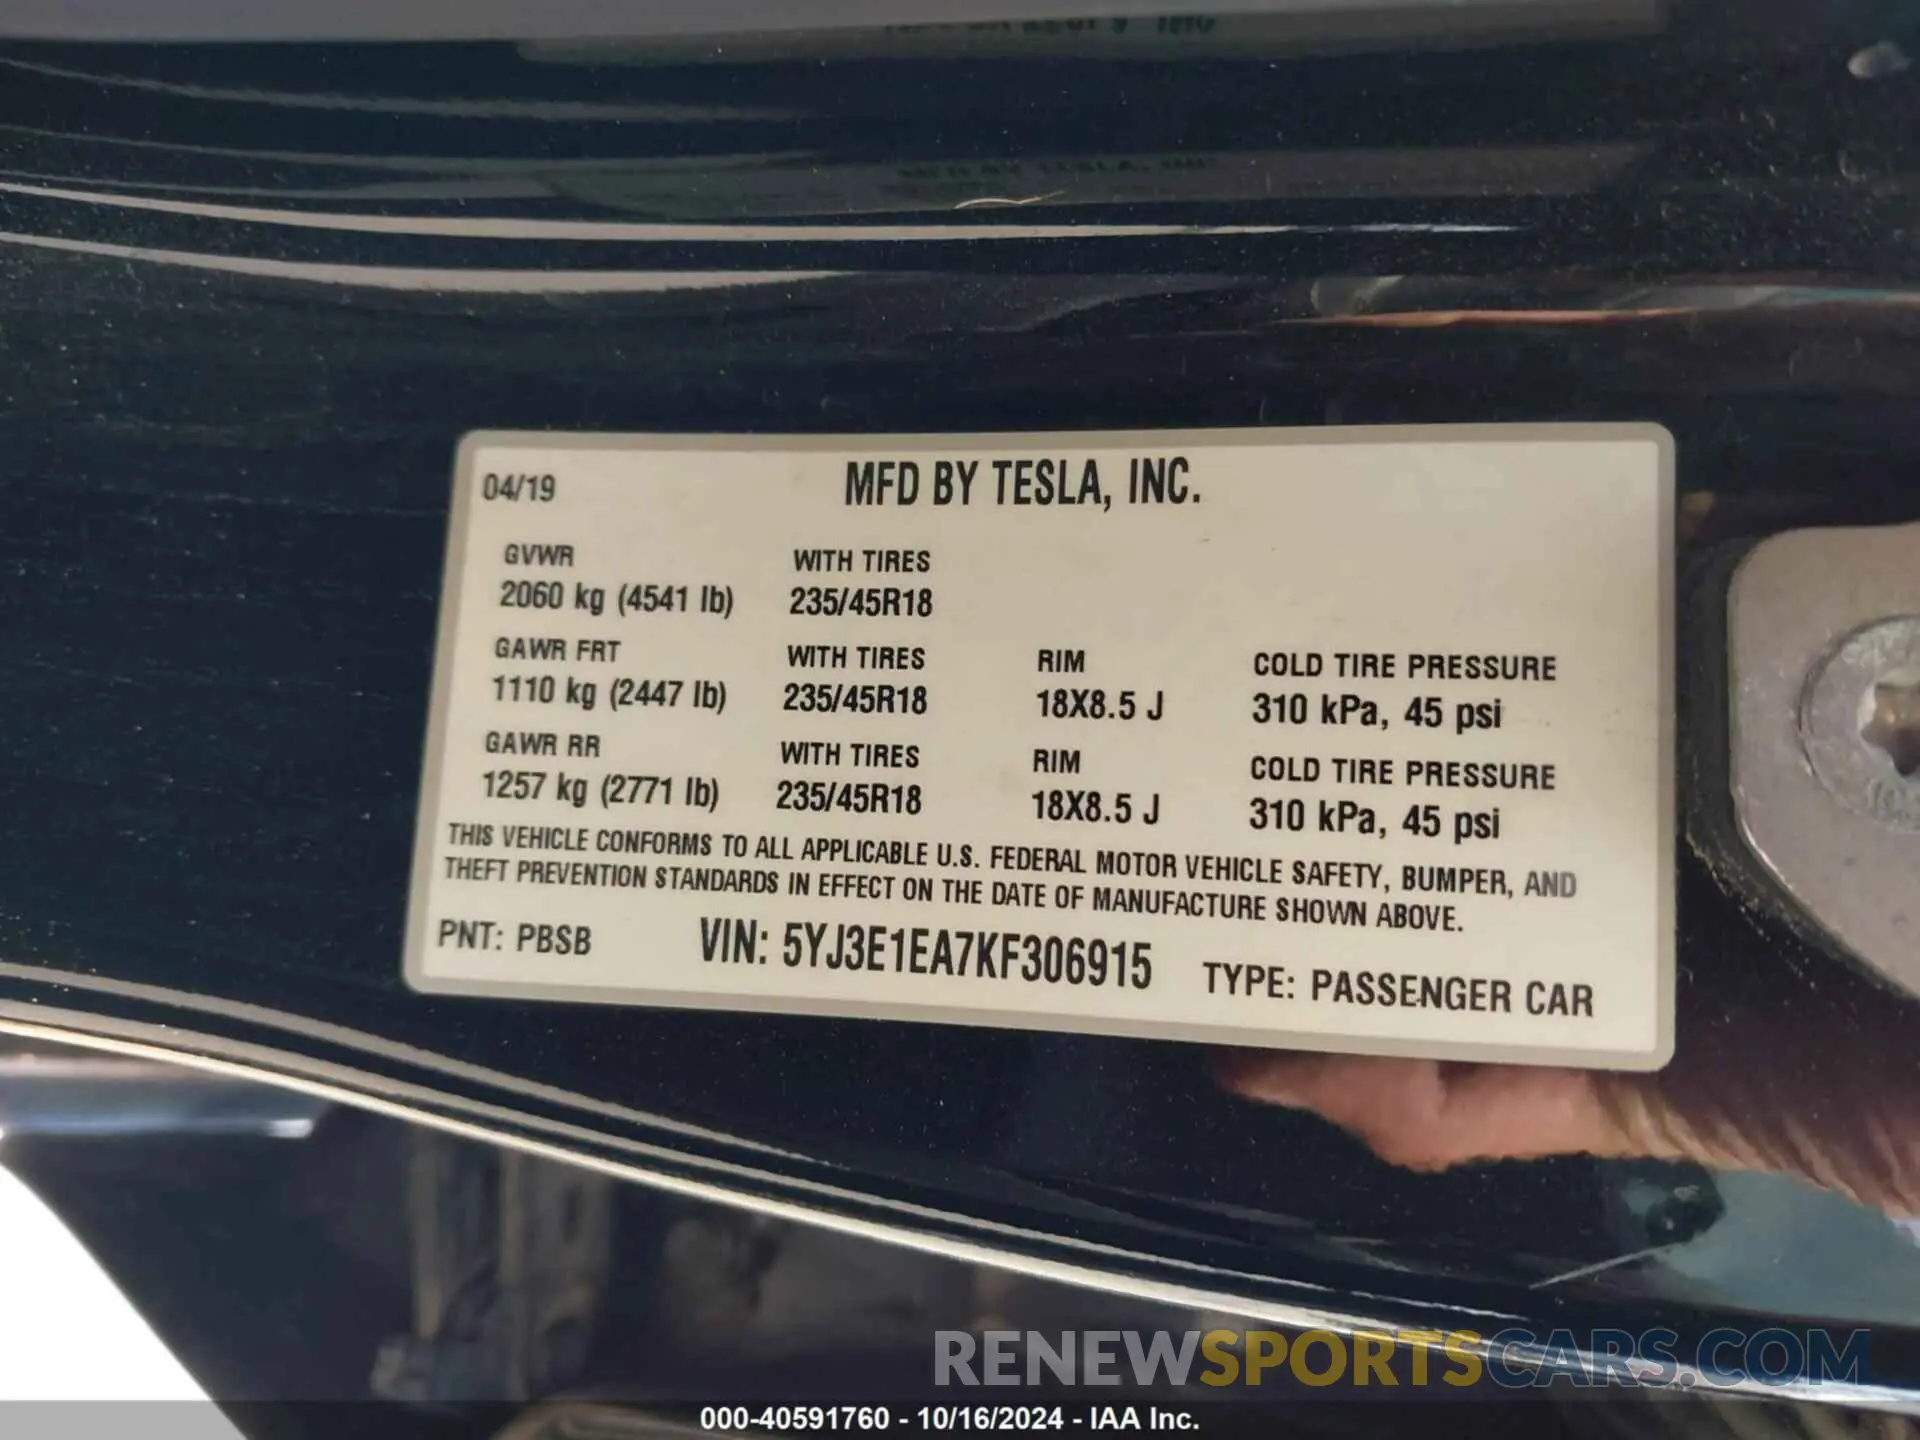 04/19 MFD BY TESLA, INC.
GVWR WITH TIRES
2060 kg (4541 lb) 235/45R18
GAWR FRT WITH TIRES RIM COLD TIRE PRESSURE
1110 kg (2447 lb) 235/45R18 18X8.5 J 310 kPa, 45 psi
GAWR RR WITH TIRES RIM COLD TIRE PRESSURE
1257 kg (2771 lb) 235/45R18 18X8.5 J 310 kPa, 45 psi
THIS VEHICLE CONFORMS TO ALL APPLICABLE U.S. FEDERAL MOTOR VEHICLE SAFETY, BUMPER, AND
THEFT PREVENTION STANDARDS IN EFFECT ON THE DATE OF MANUFACTURE SHOWN ABOVE.
PNT: PBSB VIN: 5YJ3E1EA7KF306915 TYPE: PASSENGER CAR
RENEWSPORTSCARS.COM
000-40591760 - 10/16/2024 - IAA Inc.